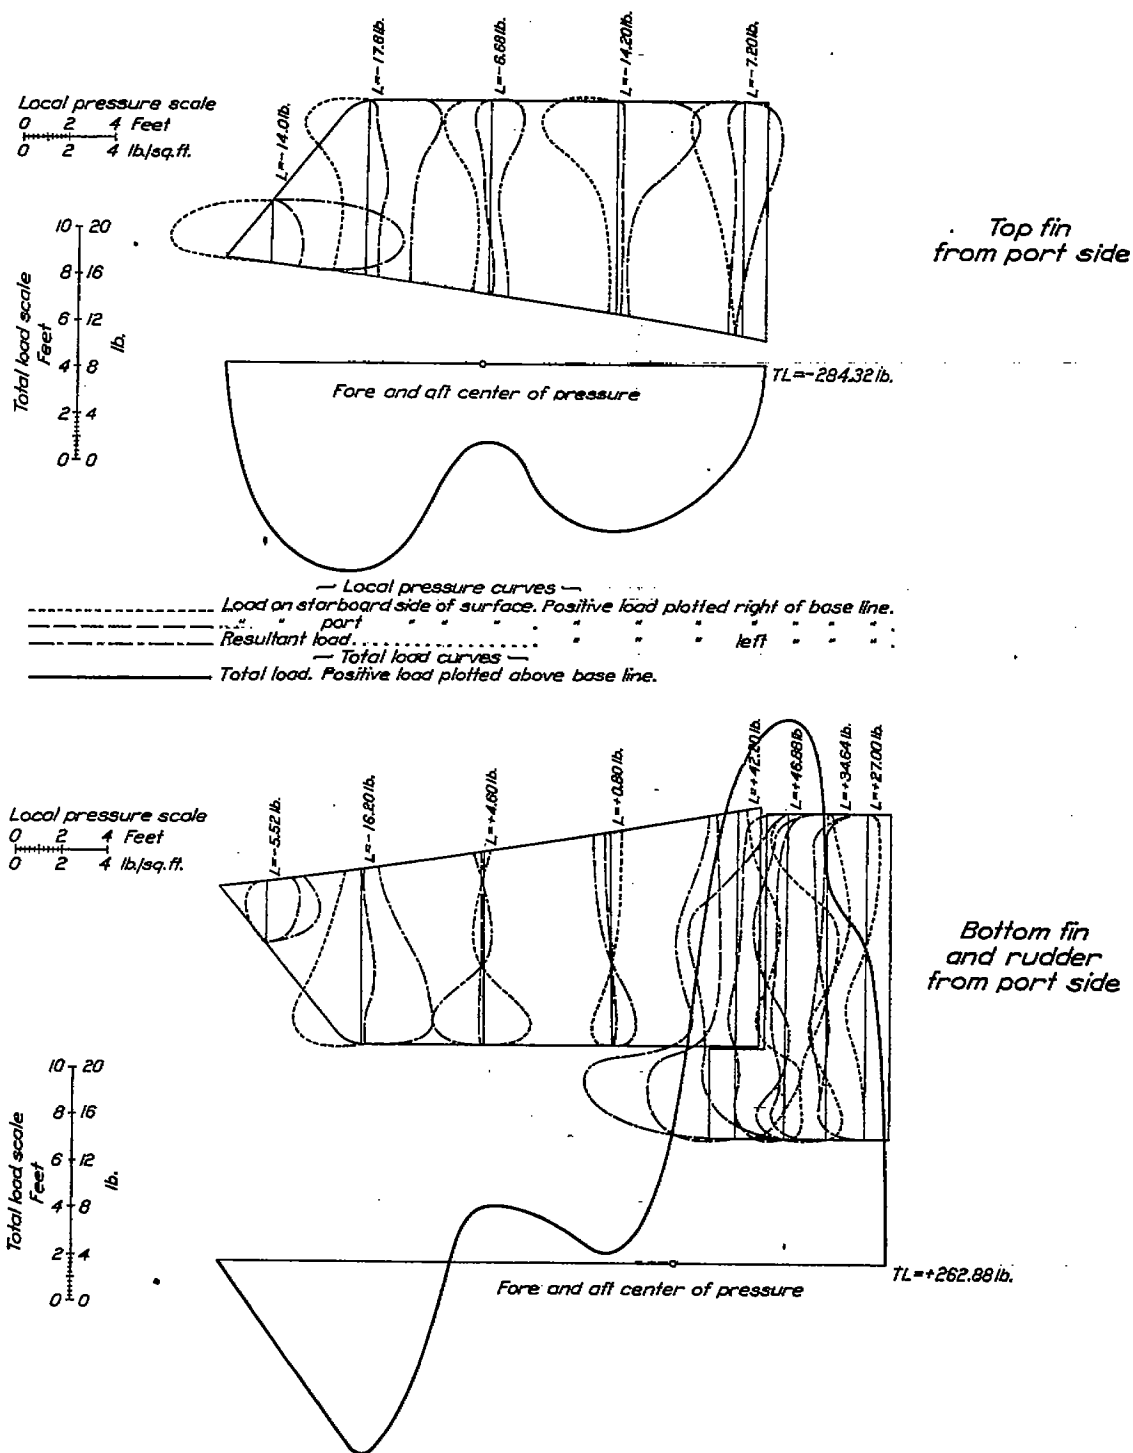 L=-17.6lb.
L=-6.68lb.
L=-14.20lb.
L=-7.20lb.
Local pressure scale
0 2 4 Feet
0 2 4 lb/sq.ft.
L=-14.0lb.
Top fin
from port side
Total load scale
Feet
lb.
10 20
8 16
6 12
4 8
2 4
0 0
TL=-284.32lb.
Fore and aft center of pressure
Local pressure curves
Load on starboard side of surface. Positive load plotted right of base line.
" " port " " " . " " " " " " " .
Resultant load . . . . . . . . . . . . . . . . . . . . " " " left " " " .
Total load curves
Total load. Positive load plotted above base line.
L=-5.52lb.
L=-16.20lb.
L=+4.60lb.
L=+0.80lb.
L=+42.20lb.
L=+46.88lb.
L=+34.64lb.
L=+27.00lb.
Local pressure scale
0 2 4 Feet
0 2 4 lb/sq.ft.
Bottom fin
and rudder
from port side
Total load scale
Feet
lb.
10 20
8 16
6 12
4 8
2 4
0 0
TL=+262.88lb.
Fore and aft center of pressure